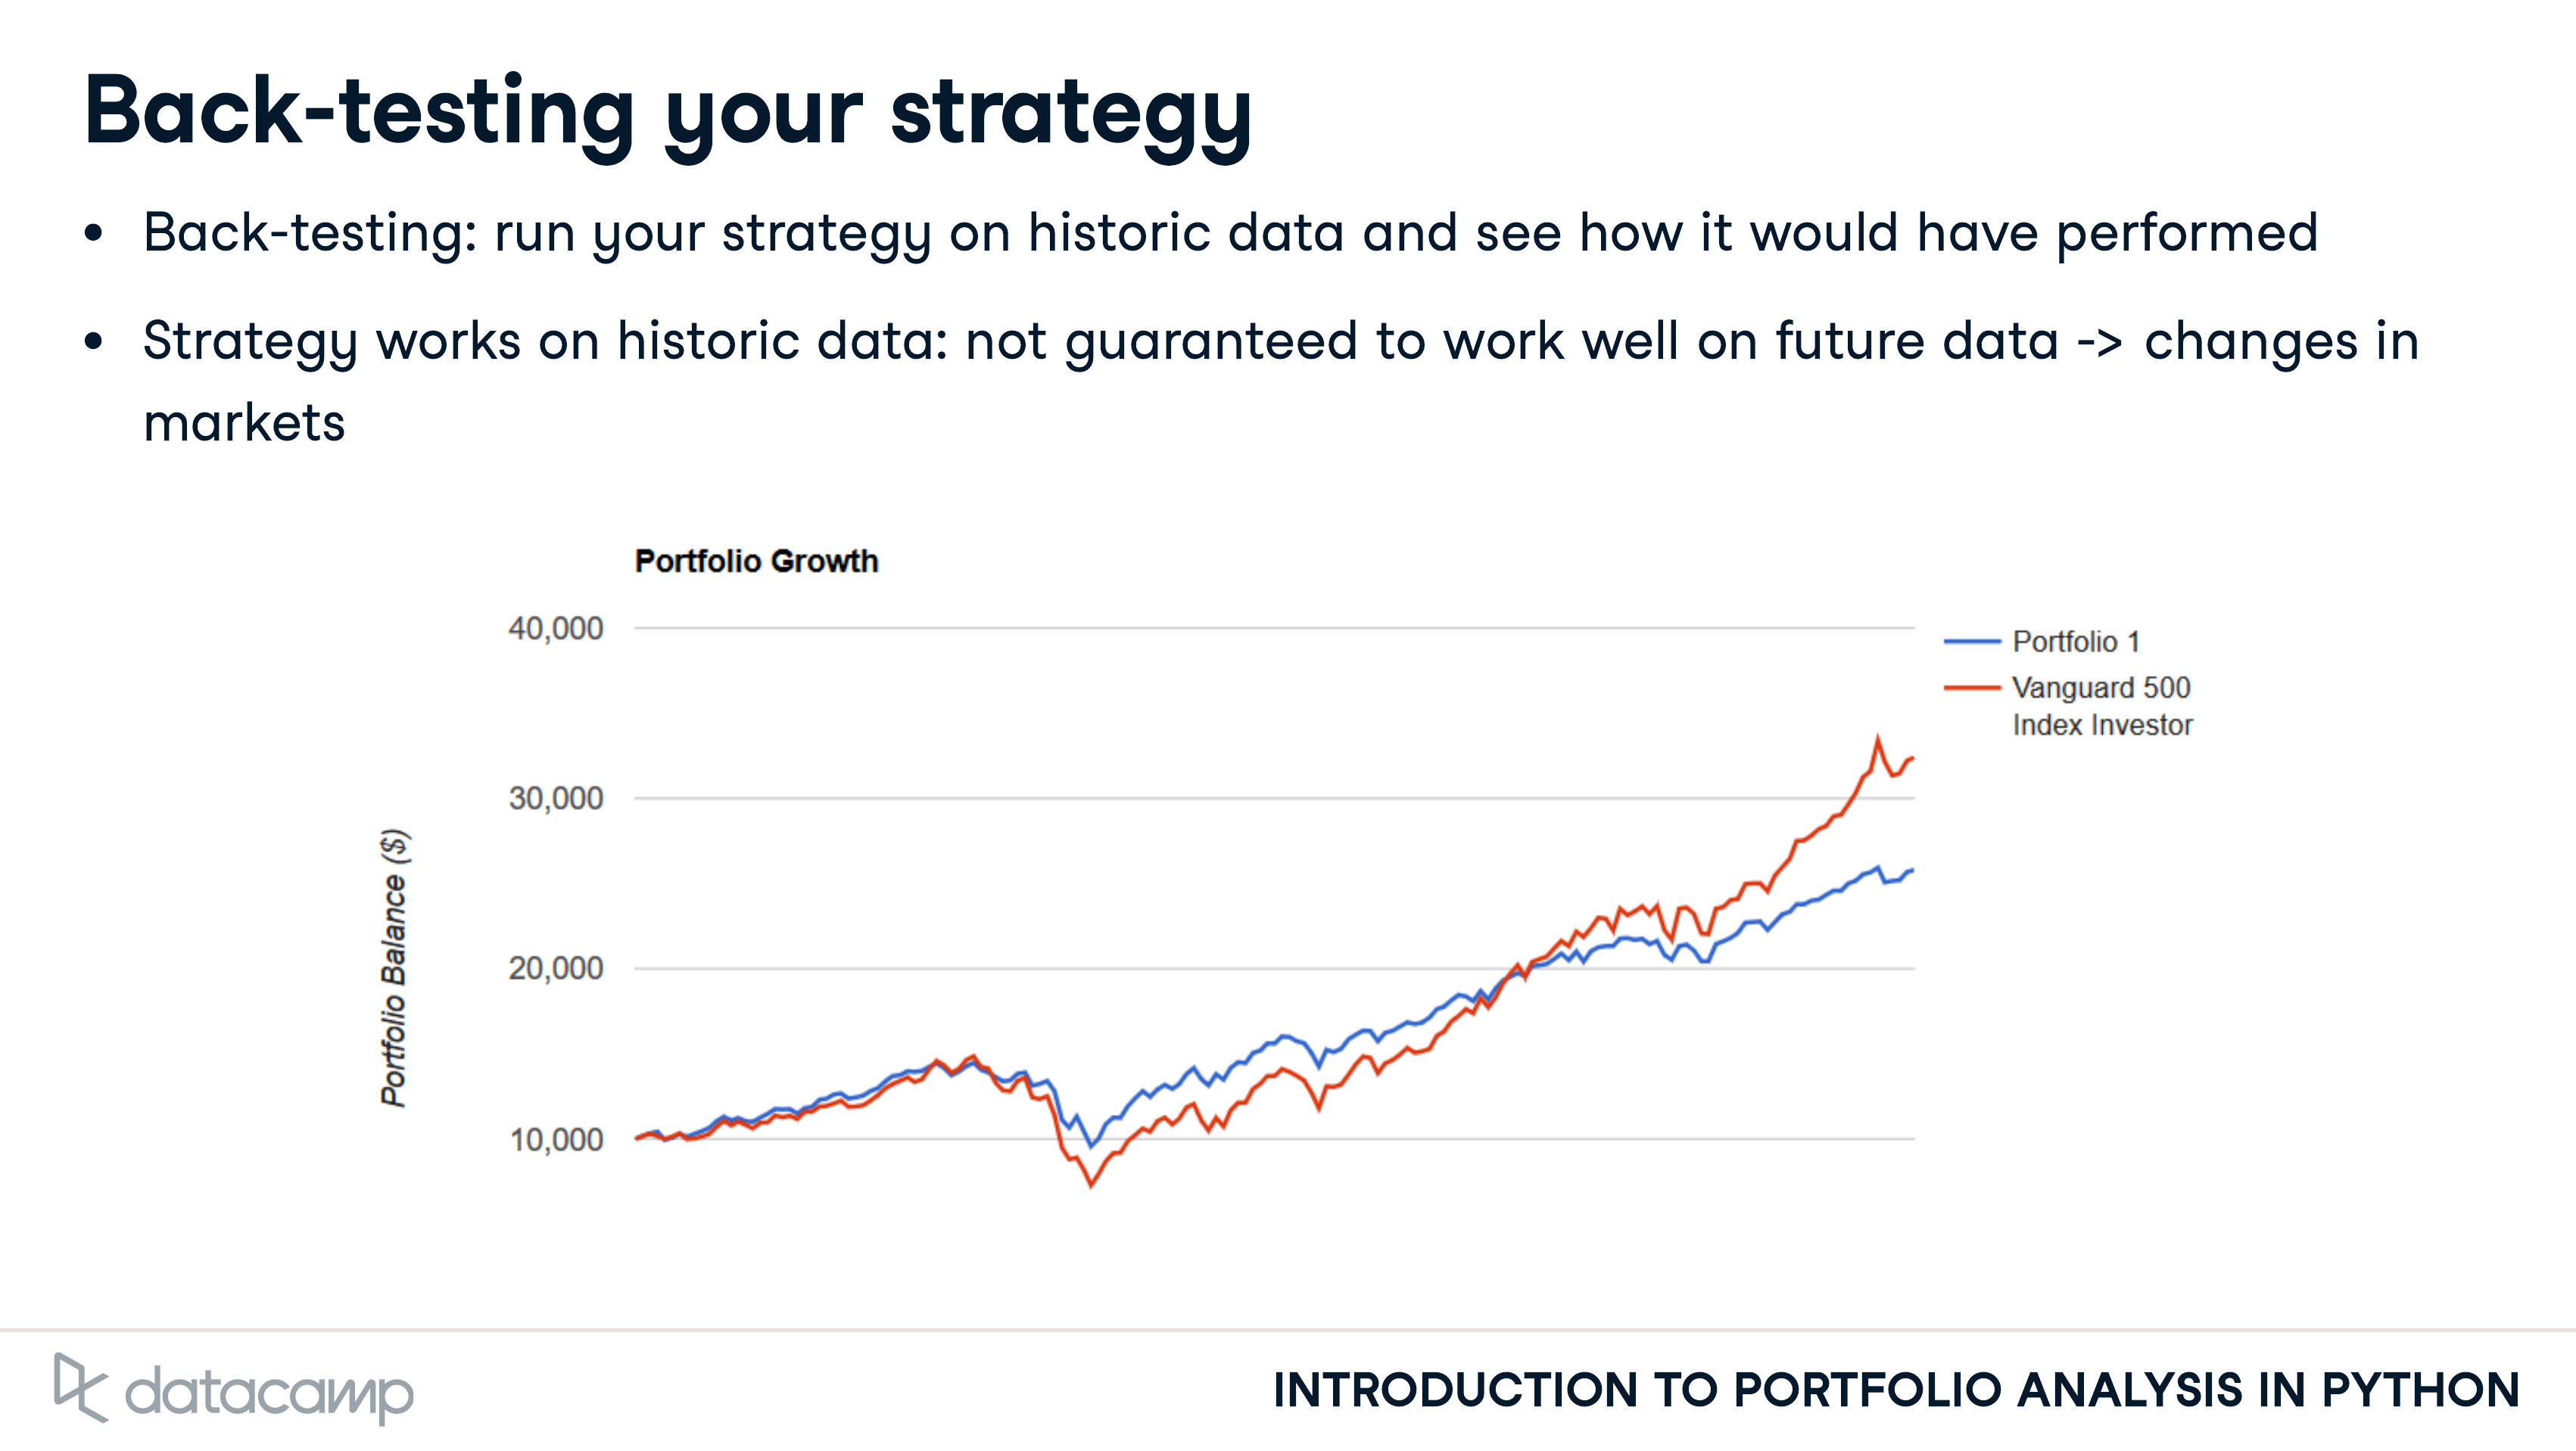 Back-testing your strategy
• Back-testing: run your strategy on historic data and see how it would have performed
• Strategy works on historic data: not guaranteed to work well on future data -> changes in
markets
Portfolio Growth
40,000
30,000
20,000
10,000
Portfolio Balance ($)
Portfolio 1
Vanguard 500
Index Investor
datacamp
INTRODUCTION TO PORTFOLIO ANALYSIS IN PYTHON